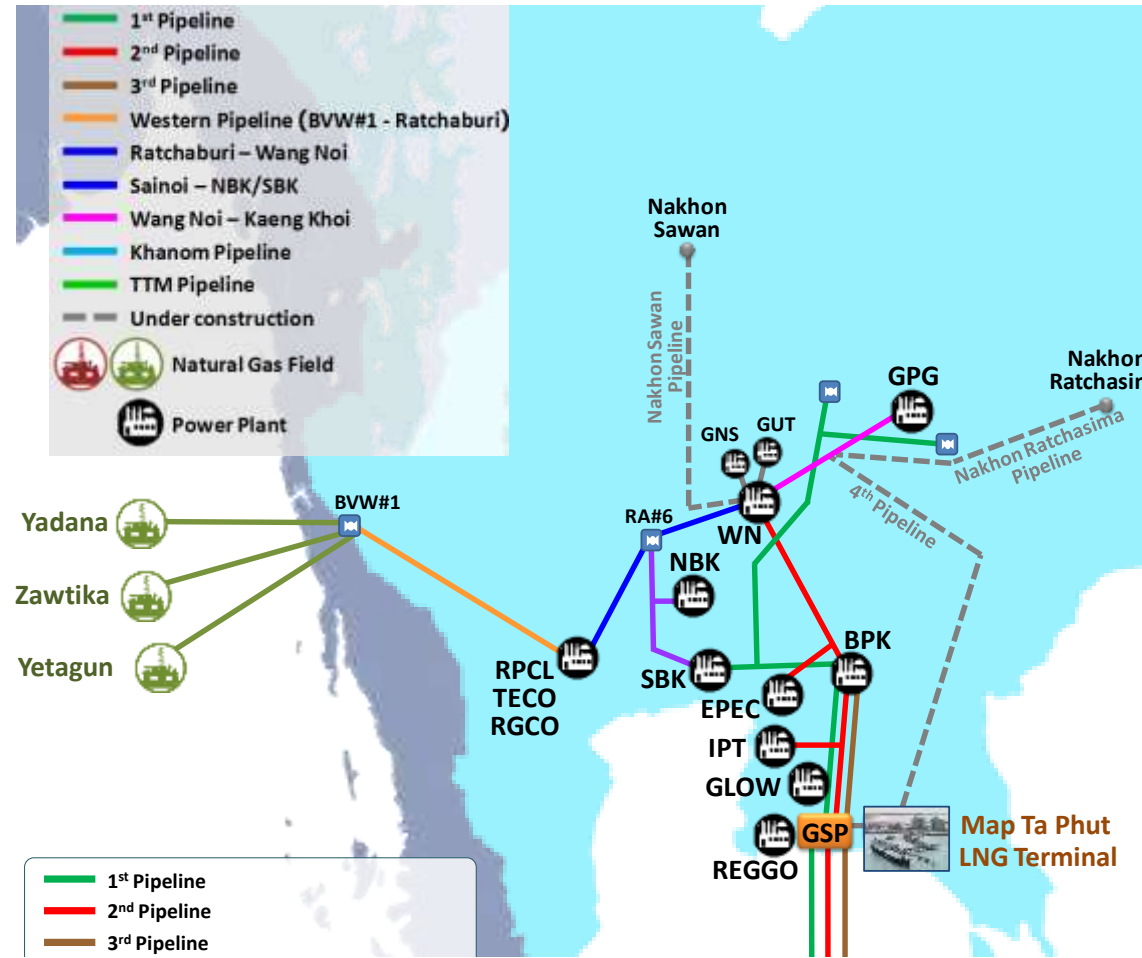 1st Pipeline
2nd Pipeline
3rd Pipeline
Western Pipeline (BVW#1 - Ratchaburi)
Ratchaburi – Wang Noi
Sainoi – NBK/SBK
Wang Noi – Kaeng Khoi
Khanom Pipeline
TTM Pipeline
Under construction
Natural Gas Field
Power Plant
Nakhon
Sawan
Nakhon Sawan
Pipeline
Nakhon
Ratchasim
GPG
GNS
GUT
Nakhon Ratchasima
Pipeline
4th Pipeline
WN
BVW#1
RA#6
Yadana
Zawtika
Yetagun
NBK
RPCL
TECO
RGCO
SBK
BPK
EPEC
IPT
GLOW
GSP
REGGO
Map Ta Phut
LNG Terminal
1st Pipeline
2nd Pipeline
3rd Pipeline